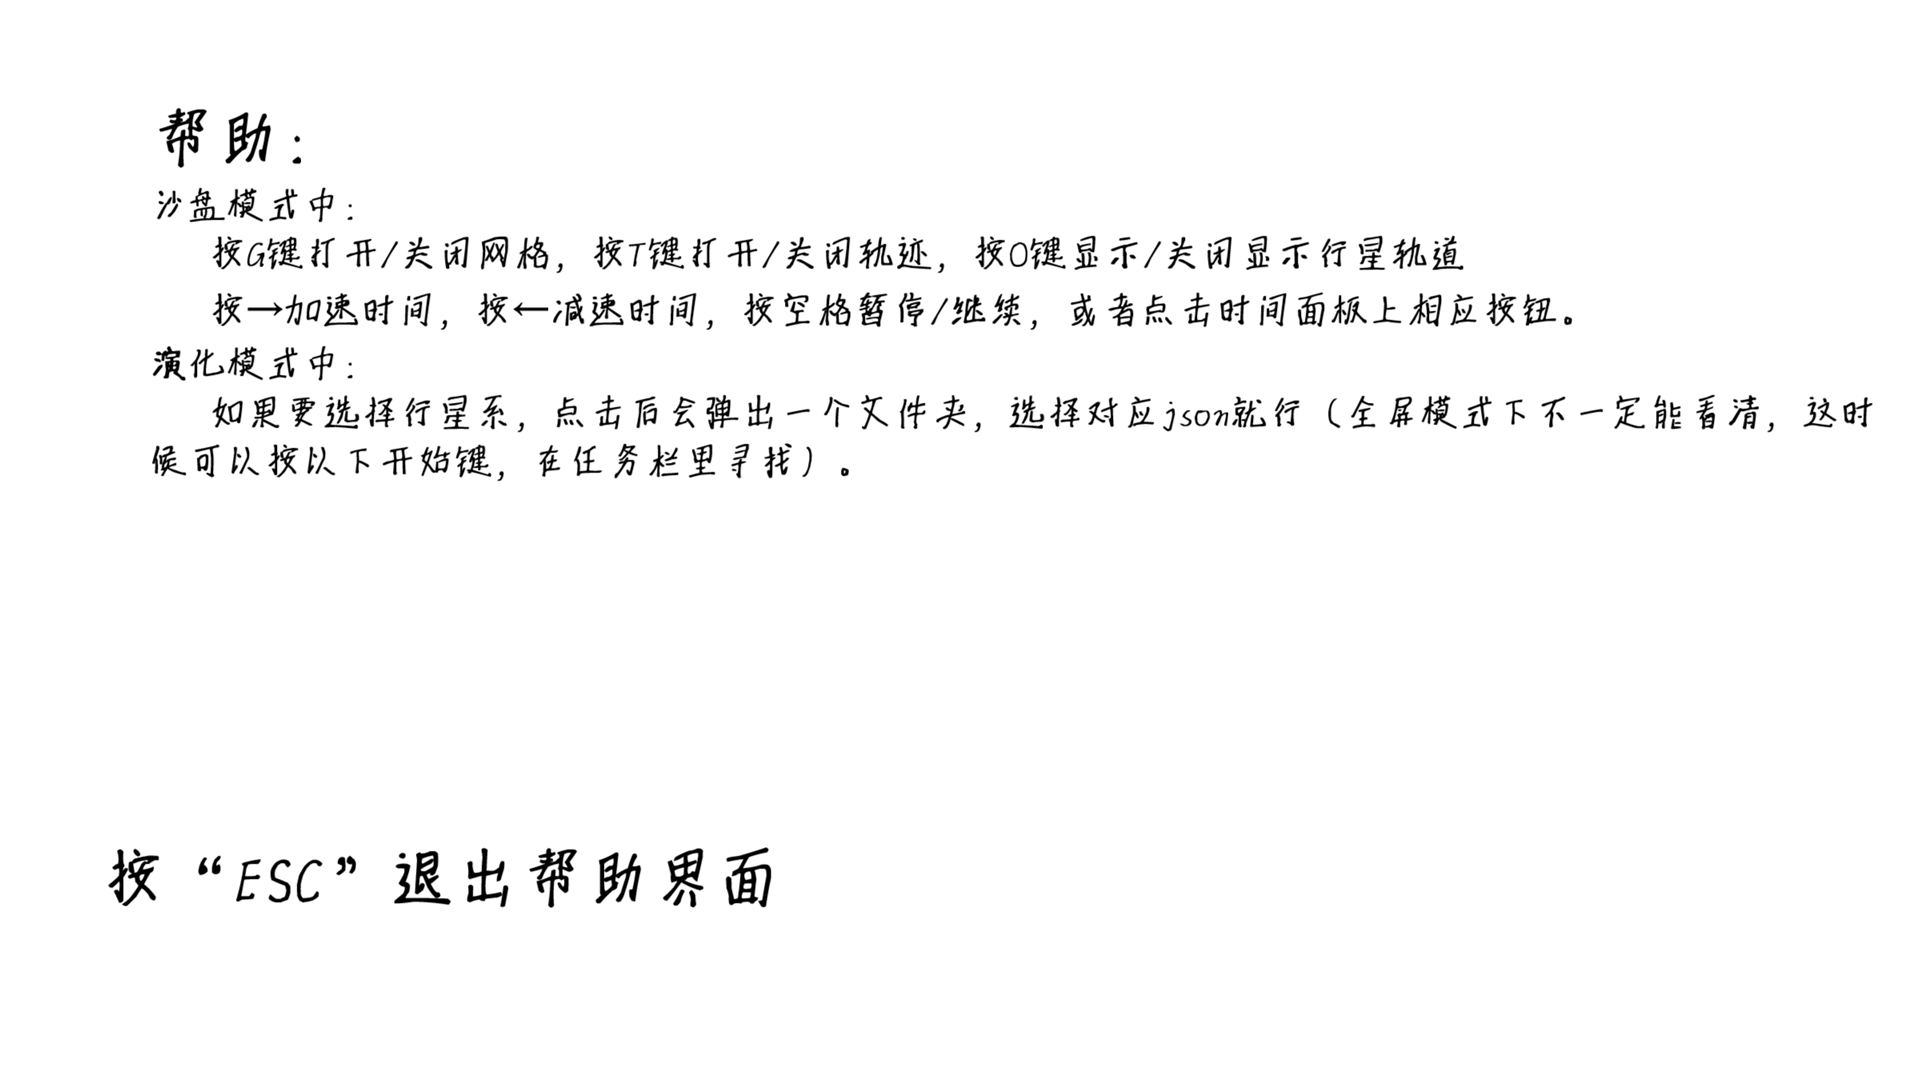 帮助：
沙盘模式中：
按G键打开/关闭网格，按T键打开/关闭轨迹，按O键显示/关闭显示行星轨道
按→加速时间，按←减速时间，按空格暂停/继续，或者点击时间面板上相应按钮。
演化模式中：
如果要选择行星系，点击后会弹出一个文件夹，选择对应json就行（全屏模式下不一定能看清，这时
候可以按以下开始键，在任务栏里寻找）。
按“ESC”退出帮助界面